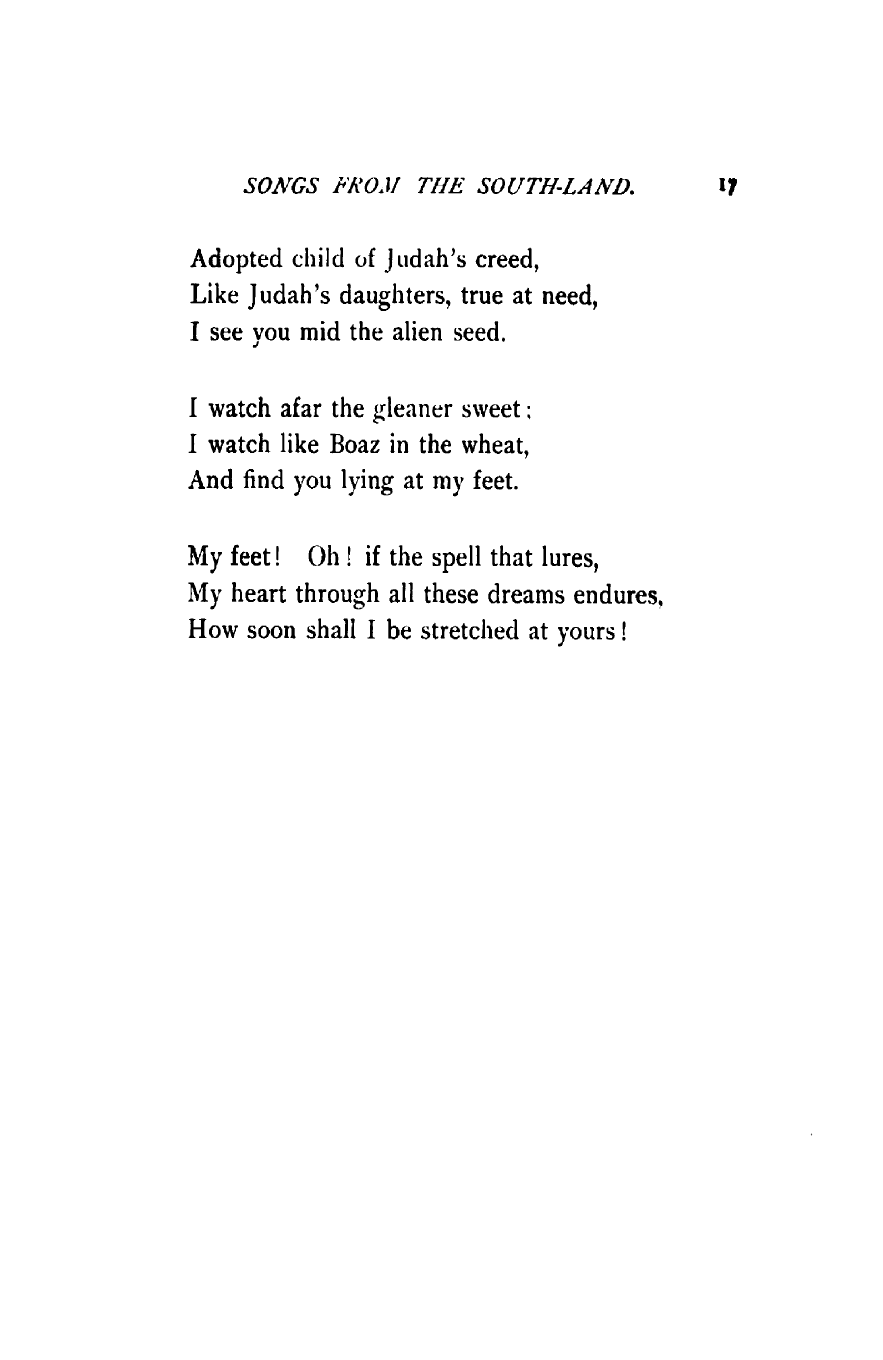 SONGS FROM THE SOUTH-LAND. 17
Adopted child of Judah's creed,
Like Judah's daughters, true at need,
I see you mid the alien seed.
I watch afar the gleaner sweet;
I watch like Boaz in the wheat,
And find you lying at my feet.
My feet! Oh! if the spell that lures,
My heart through all these dreams endures,
How soon shall I be stretched at yours!